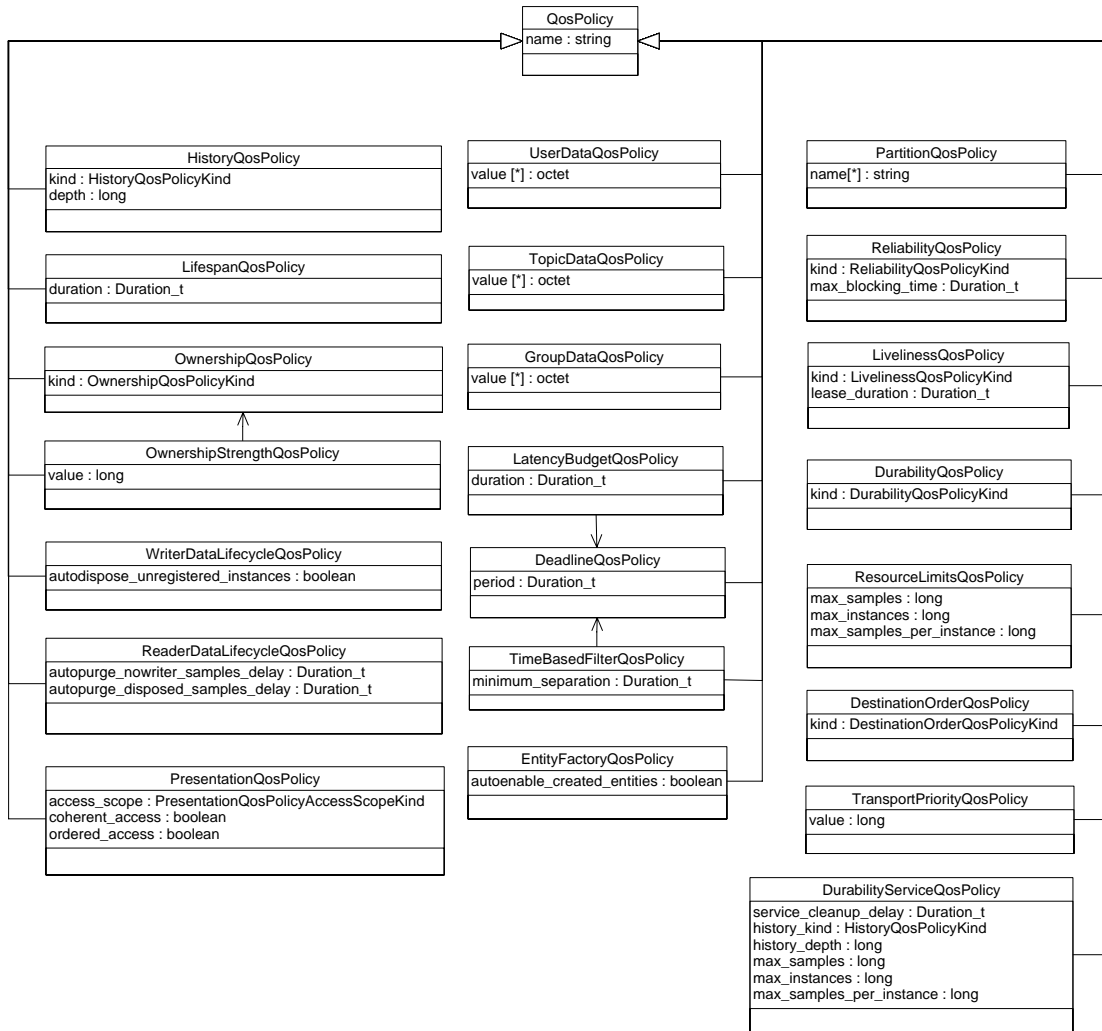 QosPolicy
name : string
HistoryQosPolicy
kind : HistoryQosPolicyKind
depth : long
LifespanQosPolicy
duration : Duration_t
OwnershipQosPolicy
kind : OwnershipQosPolicyKind
OwnershipStrengthQosPolicy
value : long
WriterDataLifecycleQosPolicy
autodispose_unregistered_instances : boolean
ReaderDataLifecycleQosPolicy
autopurge_nowriter_samples_delay : Duration_t
autopurge_disposed_samples_delay : Duration_t
PresentationQosPolicy
access_scope : PresentationQosPolicyAccessScopeKind
coherent_access : boolean
ordered_access : boolean
UserDataQosPolicy
value [*] : octet
TopicDataQosPolicy
value [*] : octet
GroupDataQosPolicy
value [*] : octet
LatencyBudgetQosPolicy
duration : Duration_t
DeadlineQosPolicy
period : Duration_t
TimeBasedFilterQosPolicy
minimum_separation : Duration_t
EntityFactoryQosPolicy
autoenable_created_entities : boolean
PartitionQosPolicy
name[*] : string
ReliabilityQosPolicy
kind : ReliabilityQosPolicyKind
max_blocking_time : Duration_t
LivelinessQosPolicy
kind : LivelinessQosPolicyKind
lease_duration : Duration_t
DurabilityQosPolicy
kind : DurabilityQosPolicyKind
ResourceLimitsQosPolicy
max_samples : long
max_instances : long
max_samples_per_instance : long
DestinationOrderQosPolicy
kind : DestinationOrderQosPolicyKind
TransportPriorityQosPolicy
value : long
DurabilityServiceQosPolicy
service_cleanup_delay : Duration_t
history_kind : HistoryQosPolicyKind
history_depth : long
max_samples : long
max_instances : long
max_samples_per_instance : long